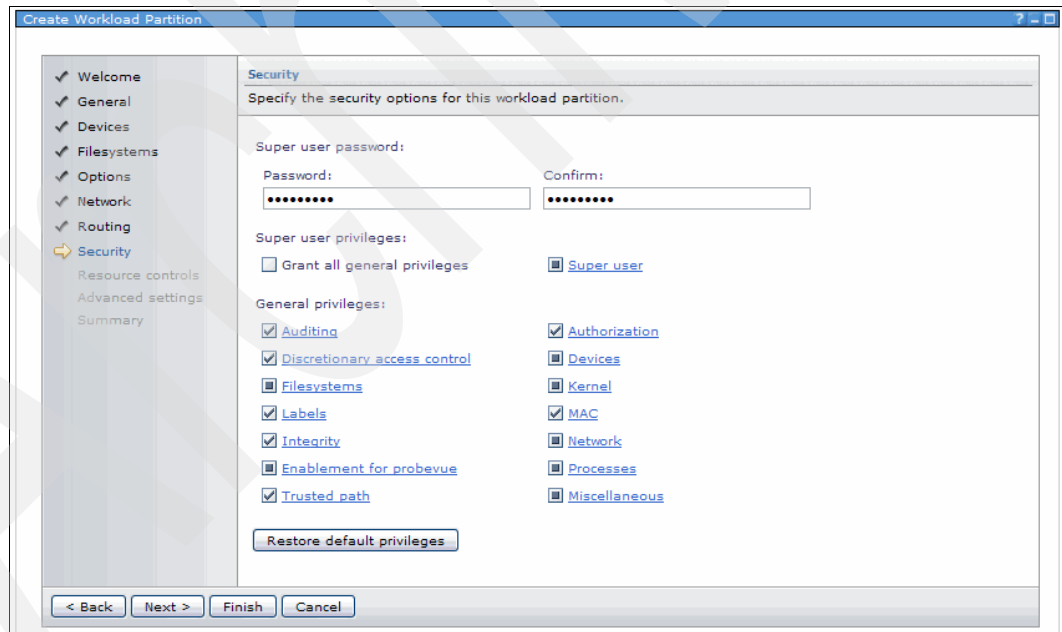 Create Workload Partition
Welcome
General
Devices
Filesystems
Options
Network
Routing
Security
Resource controls
Advanced settings
Summary
Security
Specify the security options for this workload partition.
Super user password:
Password: Confirm:
••••••••• •••••••••
Super user privileges:
Grant all general privileges Super user
General privileges:
Auditing Authorization
Discretionary access control Devices
Filesystems Kernel
Labels MAC
Integrity Network
Enablement for probevue Processes
Trusted path Miscellaneous
Restore default privileges
< Back Next > Finish Cancel